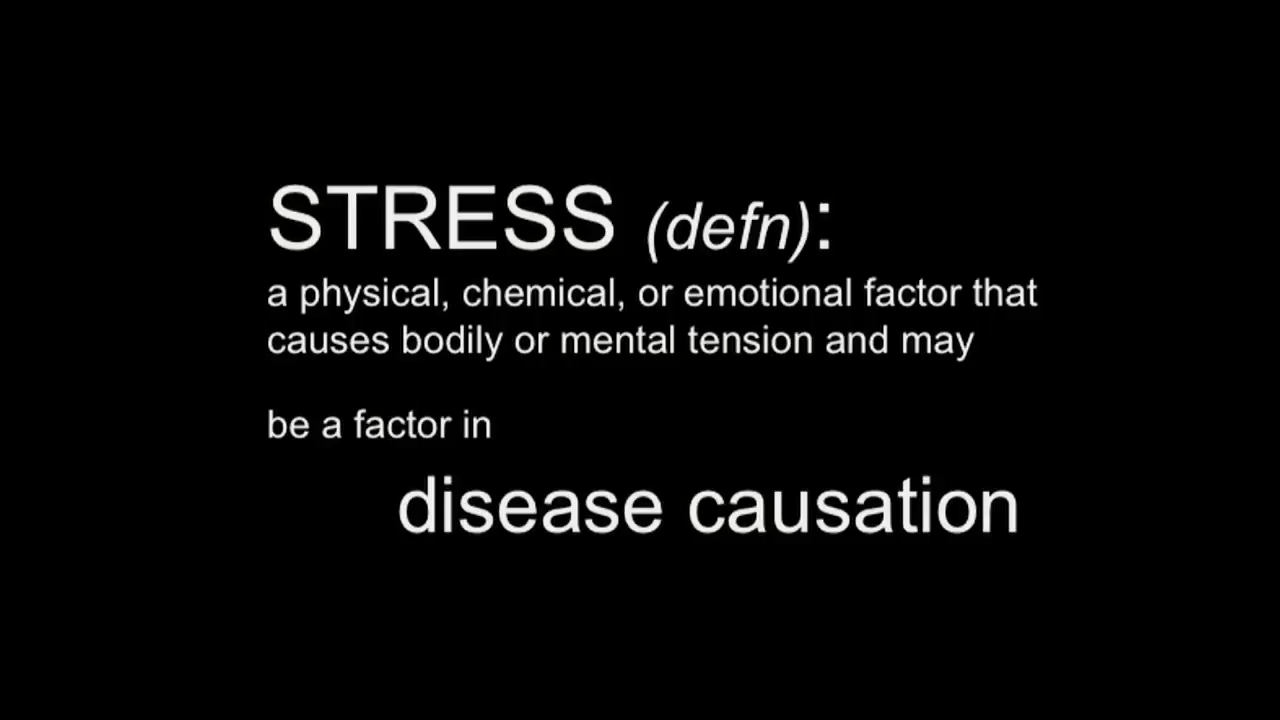 STRESS (defn):
a physical, chemical, or emotional factor that
causes bodily or mental tension and may
be a factor in
disease causation